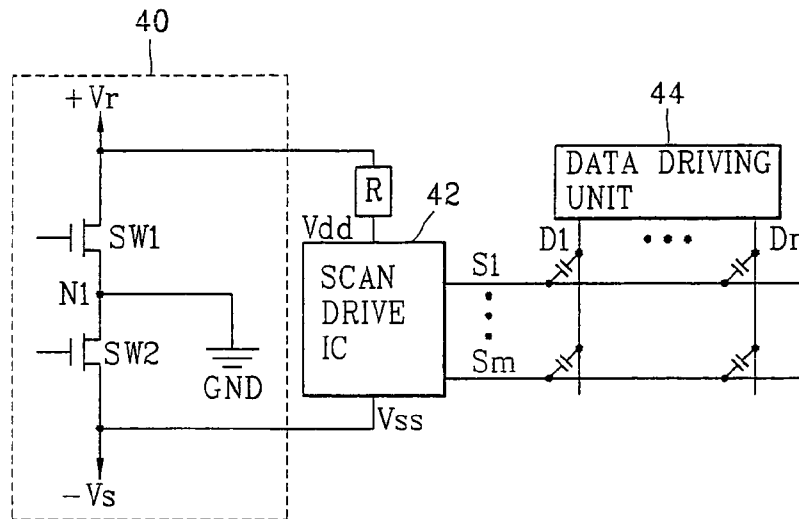 40
+Vr
44
DATA DRIVING
UNIT
R
42
Vdd
SW1
D1
SCAN
DRIVE
IC
S1
N1
SW2
GND
Sm
Vss
-Vs